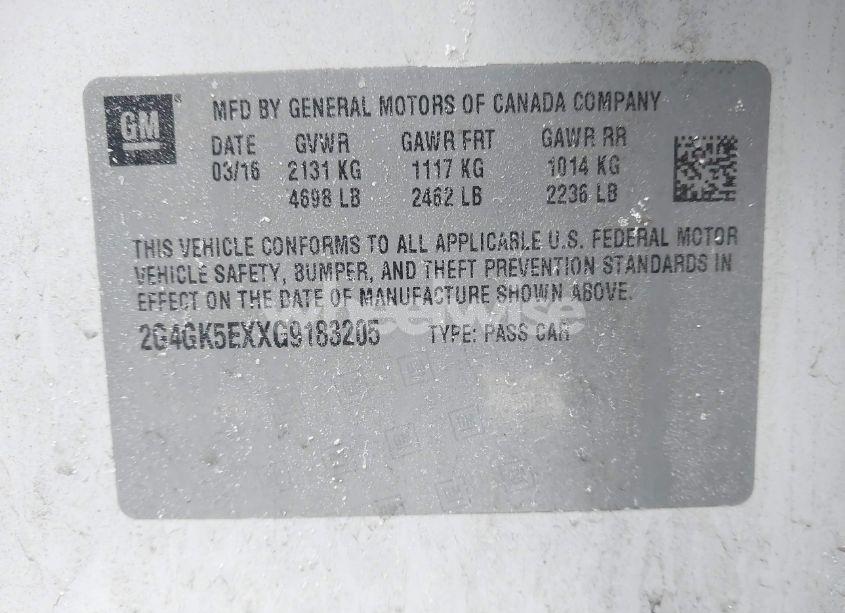 GM MFD BY GENERAL MOTORS OF CANADA COMPANY
DATE GVWR GAWR FRT GAWR RR
03/16 2131 KG 1117 KG 1014 KG
4698 LB 2462 LB 2236 LB
THIS VEHICLE CONFORMS TO ALL APPLICABLE U.S. FEDERAL MOTOR
VEHICLE SAFETY, BUMPER, AND THEFT PREVENTION STANDARDS IN
EFFECT ON THE DATE OF MANUFACTURE SHOWN ABOVE.
wheelwise
2G4GK5EXXG9183205 TYPE: PASS CAR